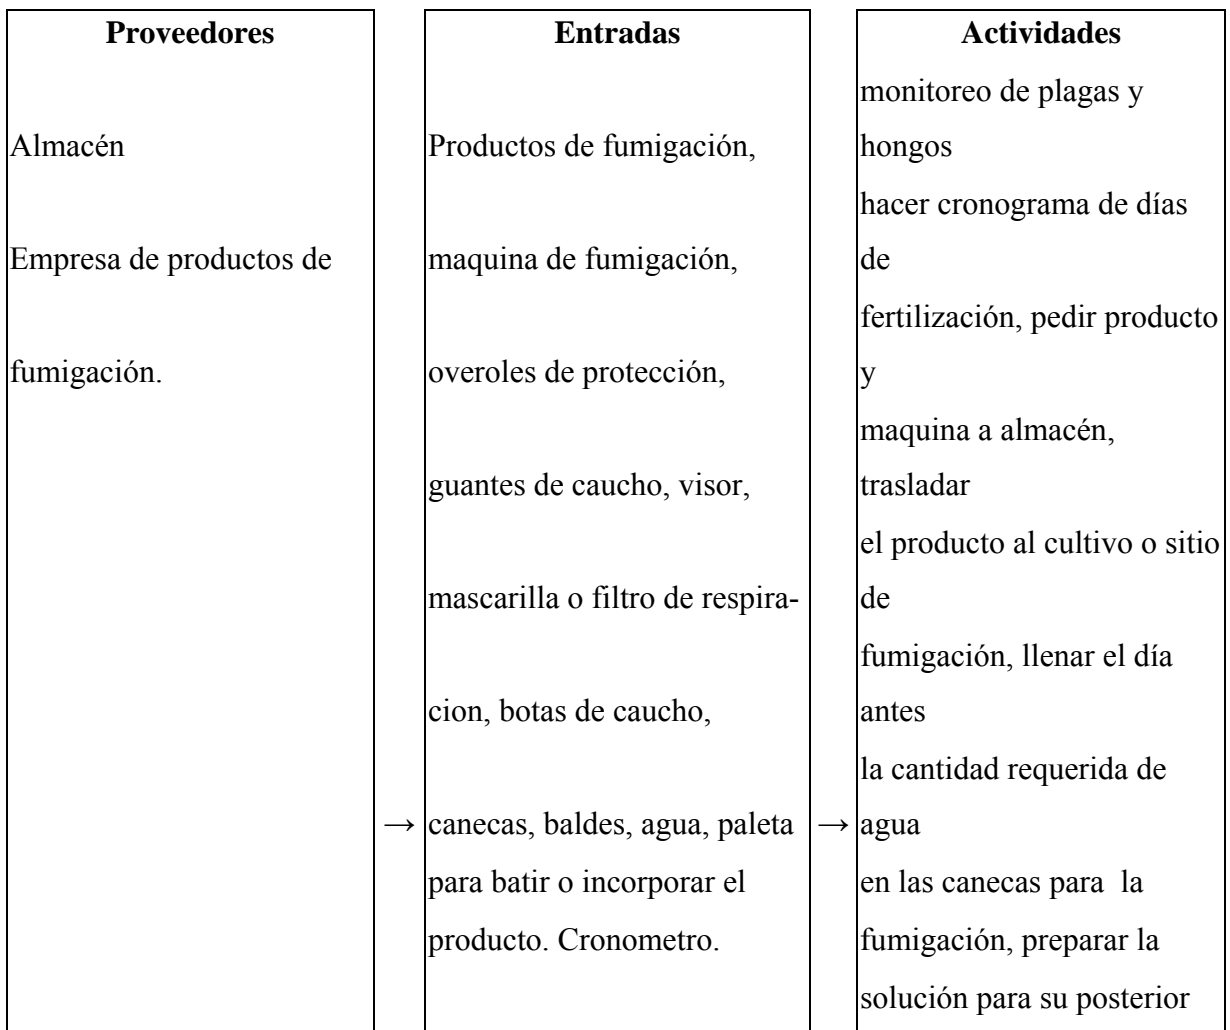 Proveedores
Almacén
Empresa de productos de
fumigación.
→
Entradas
Productos de fumigación,
maquina de fumigación,
overoles de protección,
guantes de caucho, visor,
mascarilla o filtro de respira-
cion, botas de caucho,
canecas, baldes, agua, paleta
para batir o incorporar el
producto. Cronometro.
→
Actividades
monitoreo de plagas y
hongos
hacer cronograma de días
de
fertilización, pedir producto
y
maquina a almacén,
trasladar
el producto al cultivo o sitio
de
fumigación, llenar el día
antes
la cantidad requerida de
agua
en las canecas para  la
fumigación, preparar la
solución para su posterior